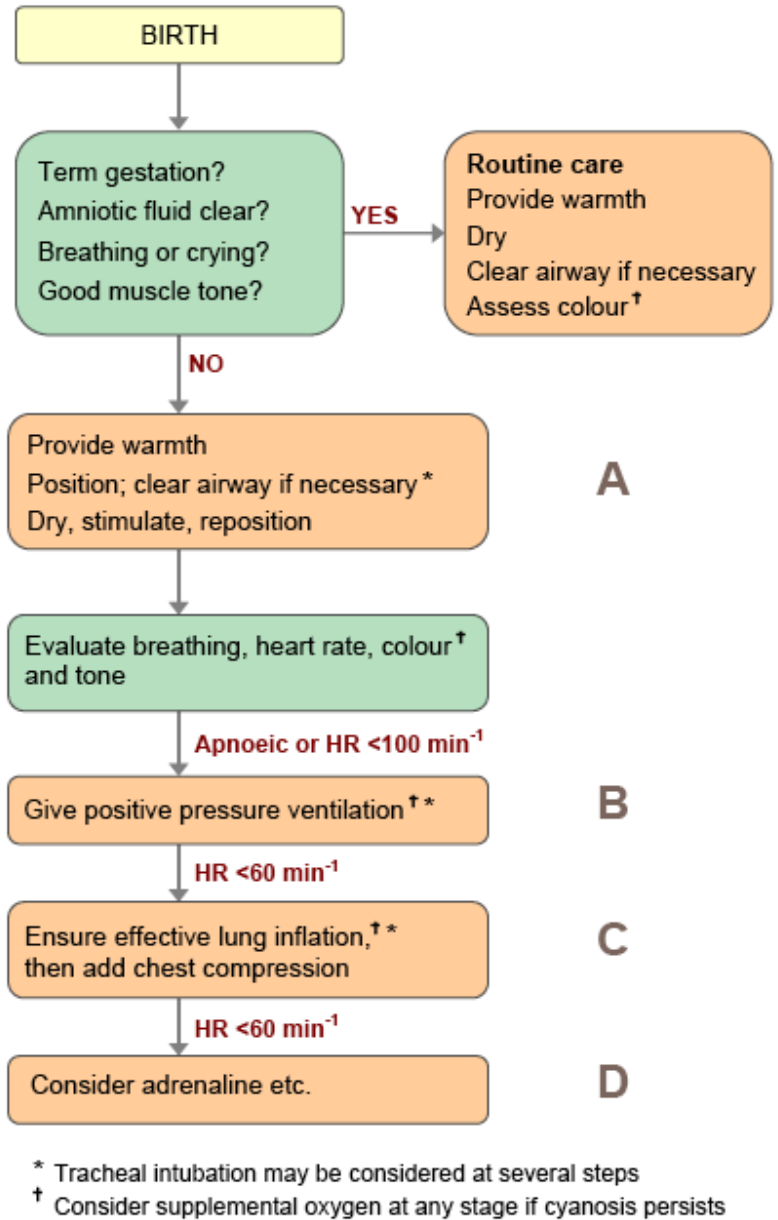 BIRTH
Term gestation?
Amniotic fluid clear?
Breathing or crying?
Good muscle tone?
YES
Routine care
Provide warmth
Dry
Clear airway if necessary
Assess colour†
NO
Provide warmth
Position; clear airway if necessary *
Dry, stimulate, reposition
A
Evaluate breathing, heart rate, colour†
and tone
Apnoeic or HR <100 min⁻¹
Give positive pressure ventilation† *
B
HR <60 min⁻¹
Ensure effective lung inflation,† *
then add chest compression
C
HR <60 min⁻¹
Consider adrenaline etc.
D
* Tracheal intubation may be considered at several steps
† Consider supplemental oxygen at any stage if cyanosis persists